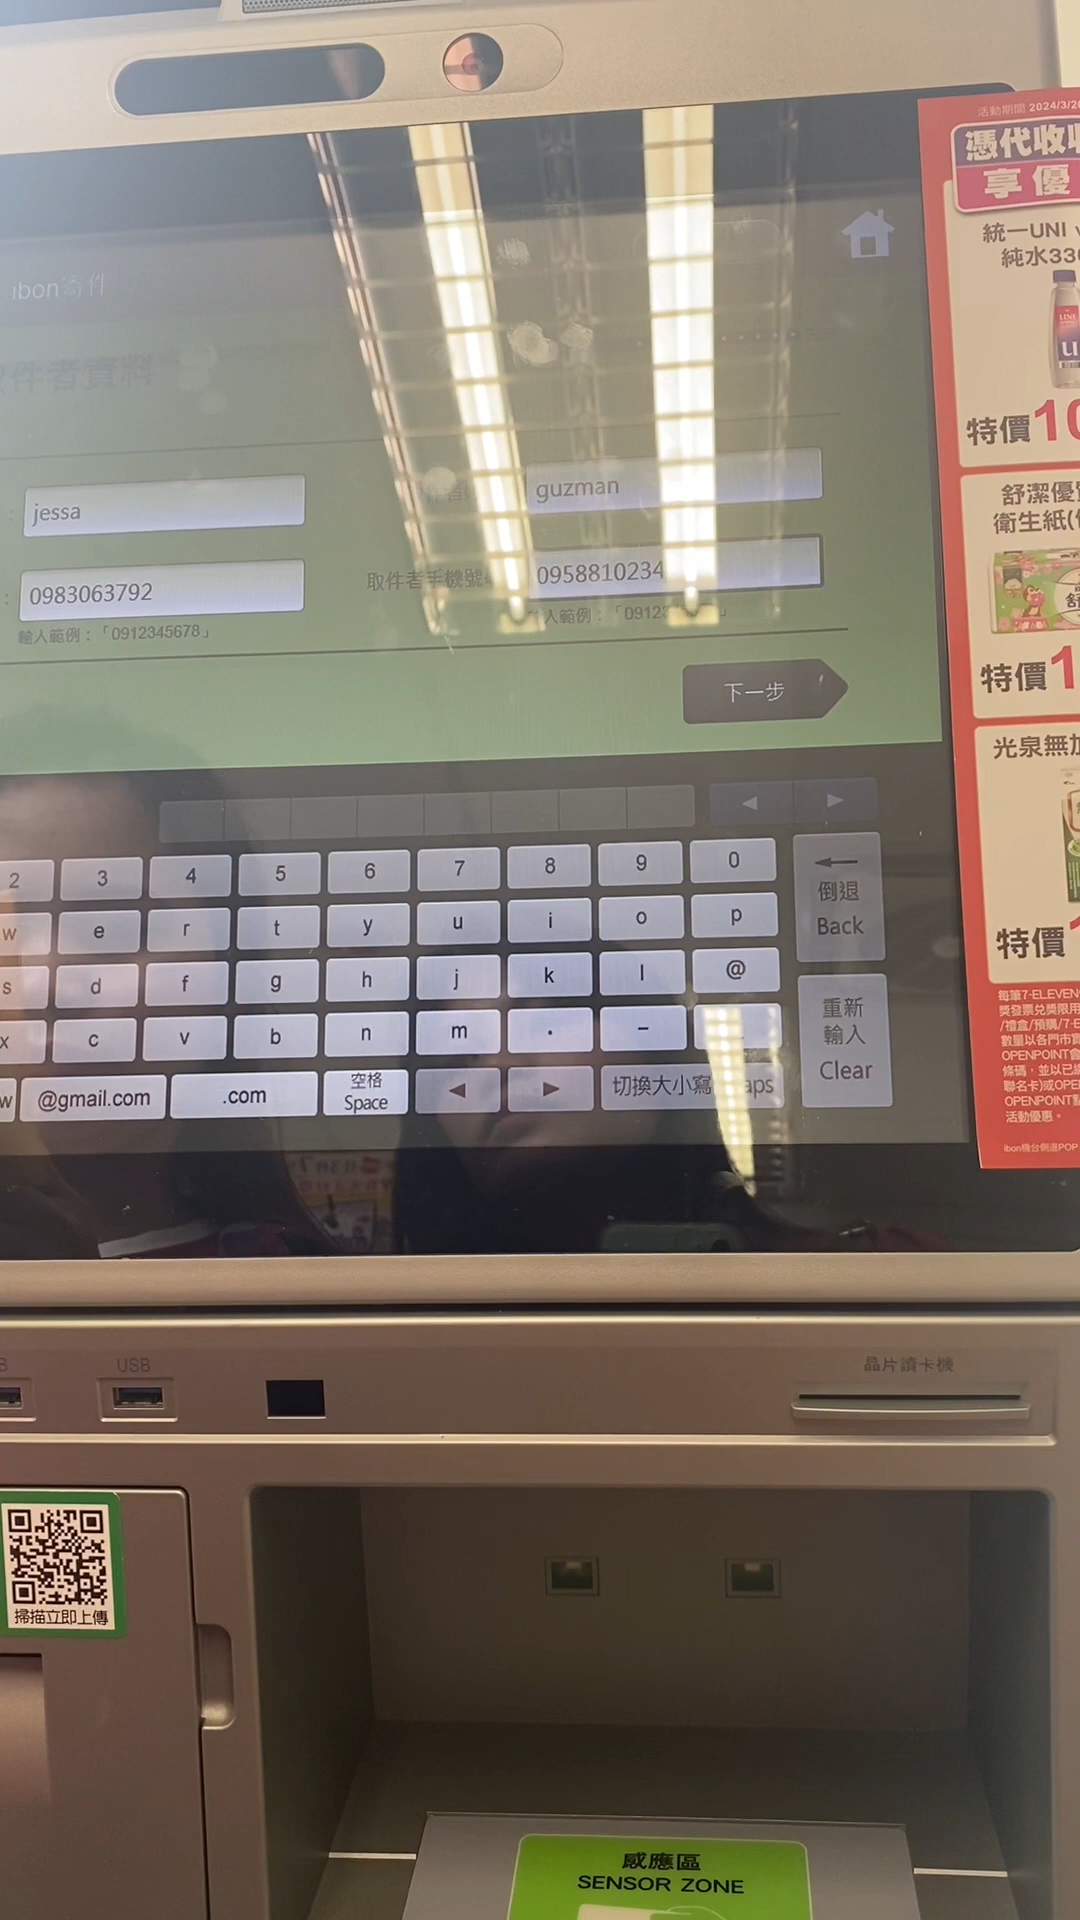 活動期間 2024/3/20
憑代收
享優
統一UNI
純水330
LINE
特價10
舒潔優質
衛生紙
特價1
光泉無加
特價1
每筆7-ELEVEN
獎發票兌獎限用
/禮盒/預購/7-E
數量以各門市實
OPENPOINT會
條碼，並以已綁
聯名卡)或OPE
OPENPOINT點
活動優惠。
ibon機台側邊POP
ibon寄件
取件者資料
jessa
guzman
0983063792
取件者手機號
0958810234
輸入範例：「0912345678」
輸入範例：「0912
下一步
2 3 4 5 6 7 8 9 0
倒退
Back
w e r t y u i o p
s d f g h j k l @
x c v b n m . -
重新
輸入
Clear
w @gmail.com .com 空格 Space 切換大小寫 Caps
USB
晶片讀卡機
掃描立即上傳
感應區
SENSOR ZONE